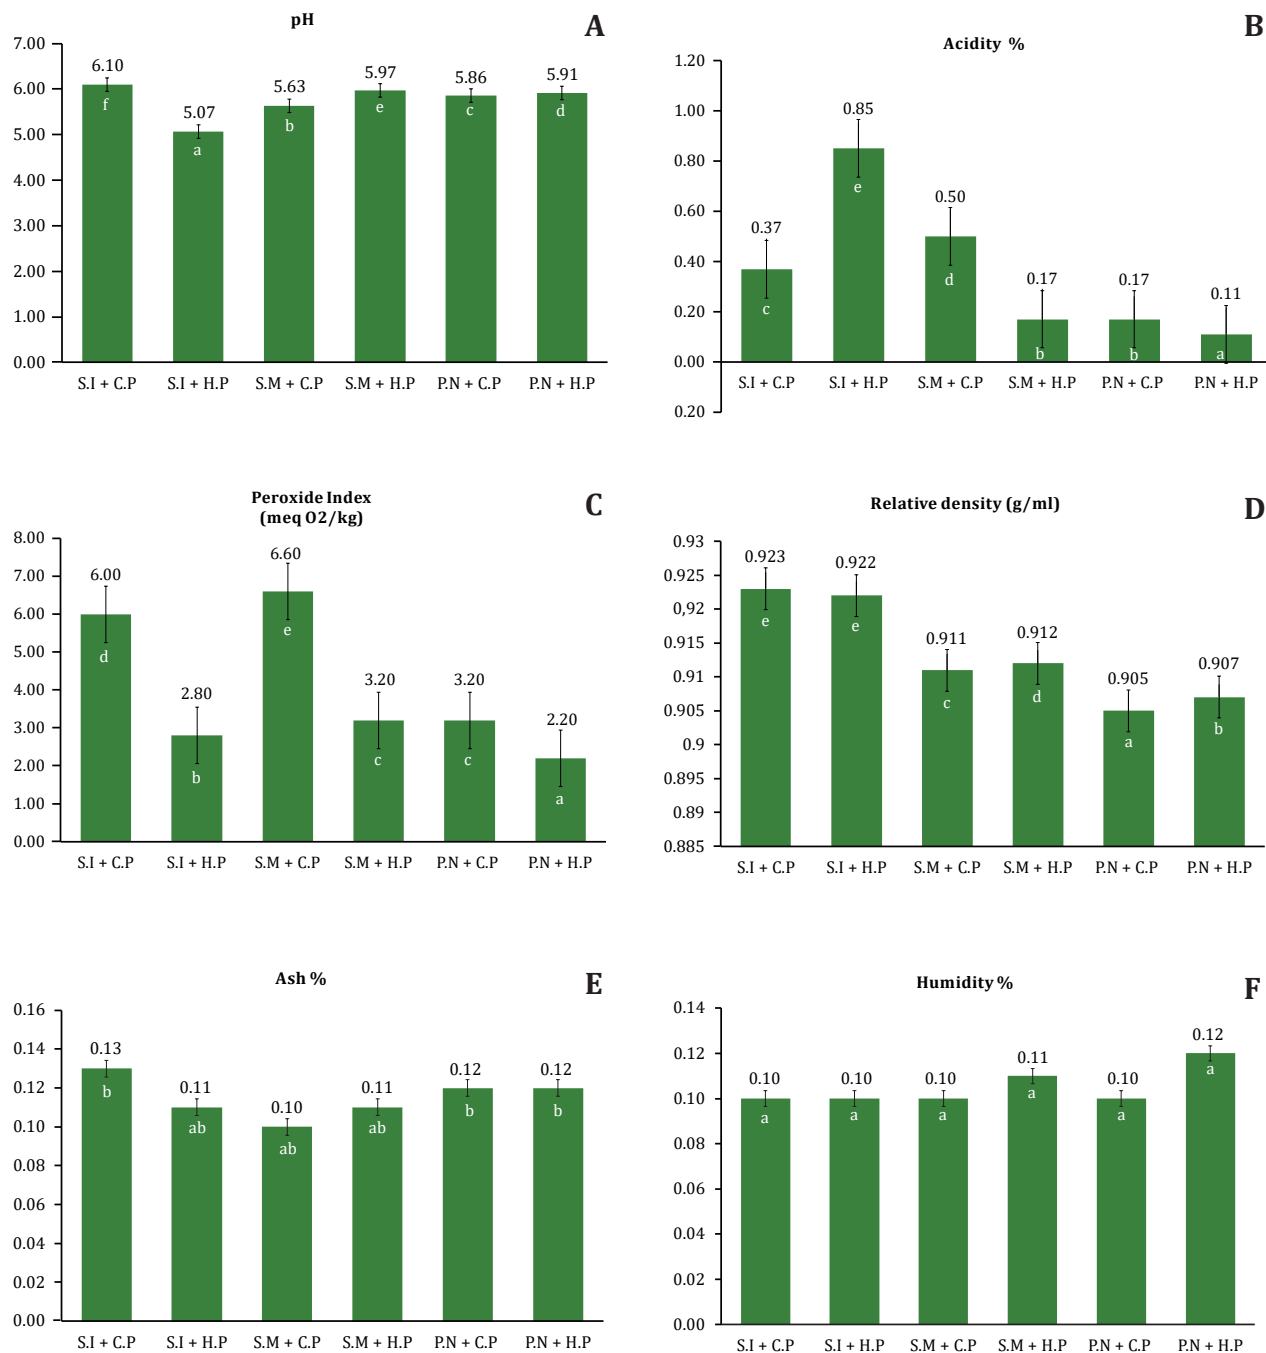 pH
A
7.00
6.00
5.00
4.00
3.00
2.00
1.00
0.00
6.10
5.07
5.63
5.97
5.86
5.91
f
a
b
e
c
d
S.I + C.P
S.I + H.P
S.M + C.P
S.M + H.P
P.N + C.P
P.N + H.P
B
Acidity %
1.20
1.00
0.80
0.60
0.40
0.20
0.00
0.20
0.37
0.85
0.50
0.17
0.17
0.11
c
e
d
b
b
a
S.I + C.P
S.I + H.P
S.M + C.P
S.M + H.P
P.N + C.P
P.N + H.P
Peroxide Index
(meq O2/kg)
C
8.00
7.00
6.00
5.00
4.00
3.00
2.00
1.00
0.00
6.00
2.80
6.60
3.20
3.20
2.20
d
b
e
c
c
a
S.I + C.P
S.I + H.P
S.M + C.P
S.M + H.P
P.N + C.P
P.N + H.P
Relative density (g/ml)
D
0.93
0.925
0,92
0.915
0.91
0.905
0.9
0.895
0.89
0.885
0.923
0.922
0.911
0.912
0.905
0.907
e
e
c
d
a
b
S.I + C.P
S.I + H.P
S.M + C.P
S.M + H.P
P.N + C.P
P.N + H.P
Ash %
E
0.16
0.14
0.12
0.10
0.08
0.06
0.04
0.02
0.00
0.13
0.11
0.10
0.11
0.12
0.12
b
ab
ab
ab
b
b
S.I + C.P
S.I + H.P
S.M + C.P
S.M + H.P
P.N + C.P
P.N + H.P
Humidity %
F
0.14
0.12
0.10
0.08
0.06
0.04
0.02
0.00
0.10
0.10
0.10
0.11
0.10
0.12
a
a
a
a
a
a
S.I + C.P
S.I + H.P
S.M + C.P
S.M + H.P
P.N + C.P
P.N + H.P